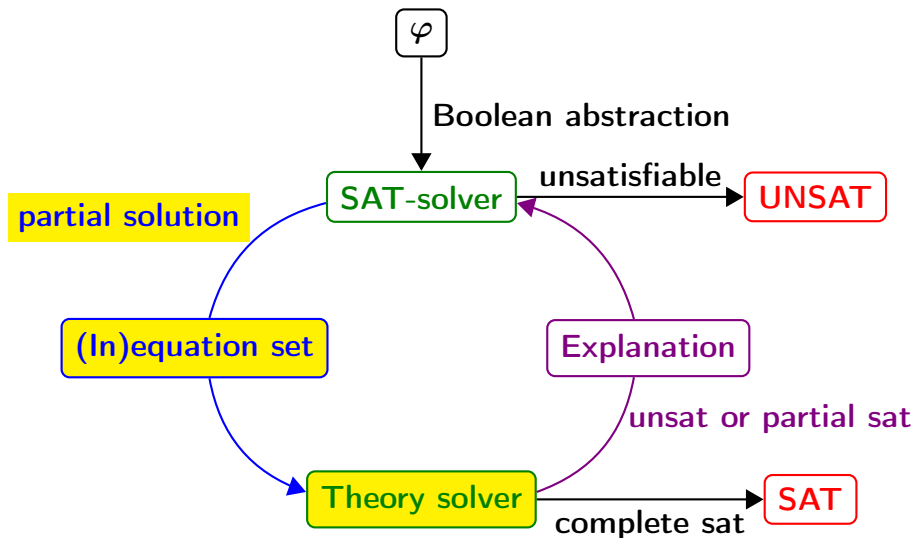 φ
Boolean abstraction
SAT-solver
unsatisfiable
UNSAT
partial solution
(In)equation set
Explanation
unsat or partial sat
Theory solver
complete sat
SAT